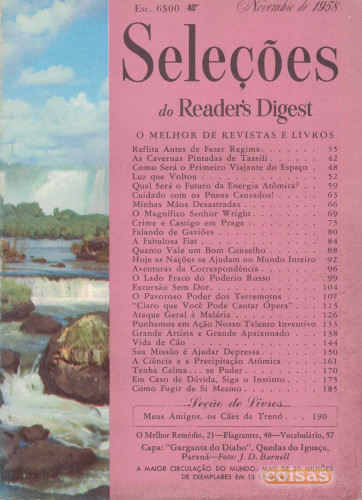 Esc. 6$00
Novembro de 1958
Seleções
do Reader's Digest
O MELHOR DE REVISTAS E LIVROS
Reflita Antes de Fazer Regime. . . . 35
As Cavernas Pintadas de Tassili . . . . 42
Como Será o Primeiro Viajante do Espaço . 48
Luz que Voltou . . . . 52
Qual Será o Futuro da Energia Atômica? . . 59
Cuidado com os Pneus Cansados! . . . 63
Minhas Mãos Desastradas . . . . 66
O Magnífico Senhor Wright . . . . 69
Crime e Castigo em Praga . . . . 75
Falando de Gaviões . . . . 80
A Fabulosa Fiat . . . . 84
Quanto Vale um Bom Conselho . . . . 88
Hoje as Nações se Ajudam no Mundo Inteiro 92
Aventuras da Correspondência . . . . 96
O Lado Fraco do Poderio Russo . . . 99
Excursão Sem Dor. . . . 104
O Pavoroso Poder dos Terremotos . . . 107
"Claro que Você Pode Cantar Ópera" . . . 115
Ataque Geral à Malária . . . . 126
Ponhamos em Ação Nosso Talento Inventivo 133
Grande Artista e Grande Apaixonado . . . 138
Vida de Cão . . . . 144
Sua Missão é Ajudar Depressa. . . . 150
A Ciência e a Precipitação Atômica . . . 161
Tenha Calma... se Puder . . . . 170
Em Caso de Dúvida, Siga o Instinto . . . 175
Como Fugir de Si Mesmo . . . . 185
Seção de Livros
Meus Amigos, os Cães de Trenó . . . 190
O Melhor Remédio, 21—Flagrantes, 40—Vocabulário, 57
Capa: "Garganta do Diabo", Quedas do Iguaçu,
Paraná—Foto: J. D. Barnell
A MAIOR CIRCULAÇÃO DO MUNDO: MAIS DE 20 MILHÕES
DE EXEMPLARES EM 13
coisas